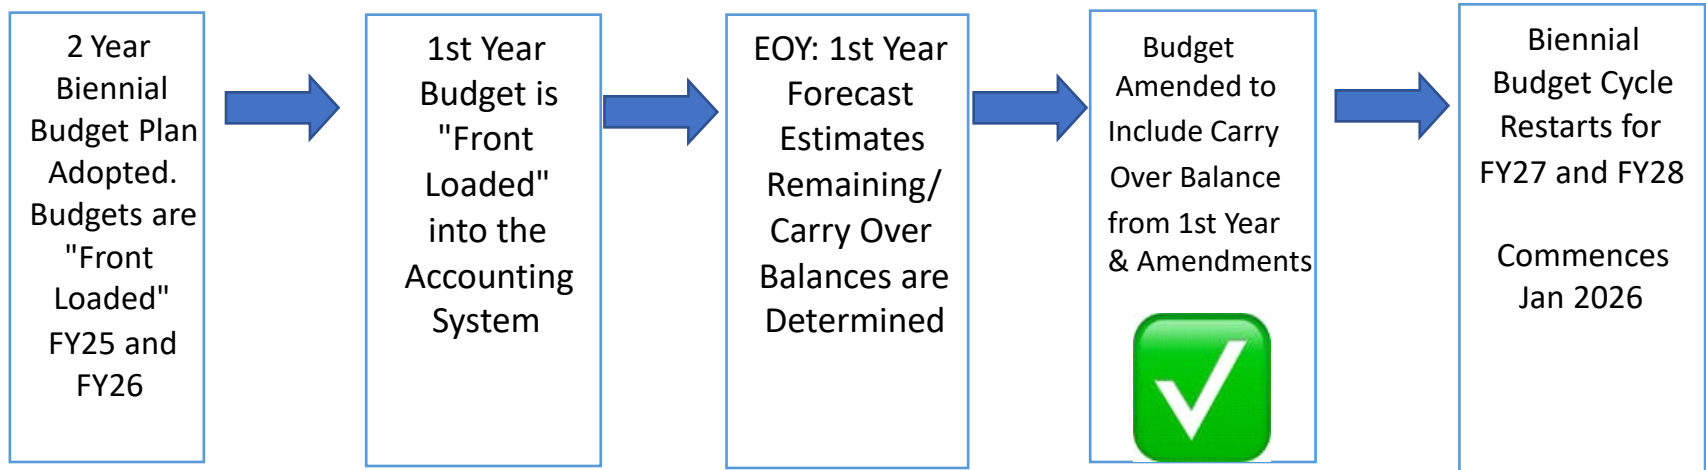 2 Year
Biennial
Budget Plan
Adopted.
Budgets are
"Front
Loaded"
FY25 and
FY26
1st Year
Budget is
"Front
Loaded"
into the
Accounting
System
EOY: 1st Year
Forecast
Estimates
Remaining/
Carry Over
Balances are
Determined
Budget
Amended to
Include Carry
Over Balance
from 1st Year
& Amendments
Biennial
Budget Cycle
Restarts for
FY27 and FY28
Commences
Jan 2026